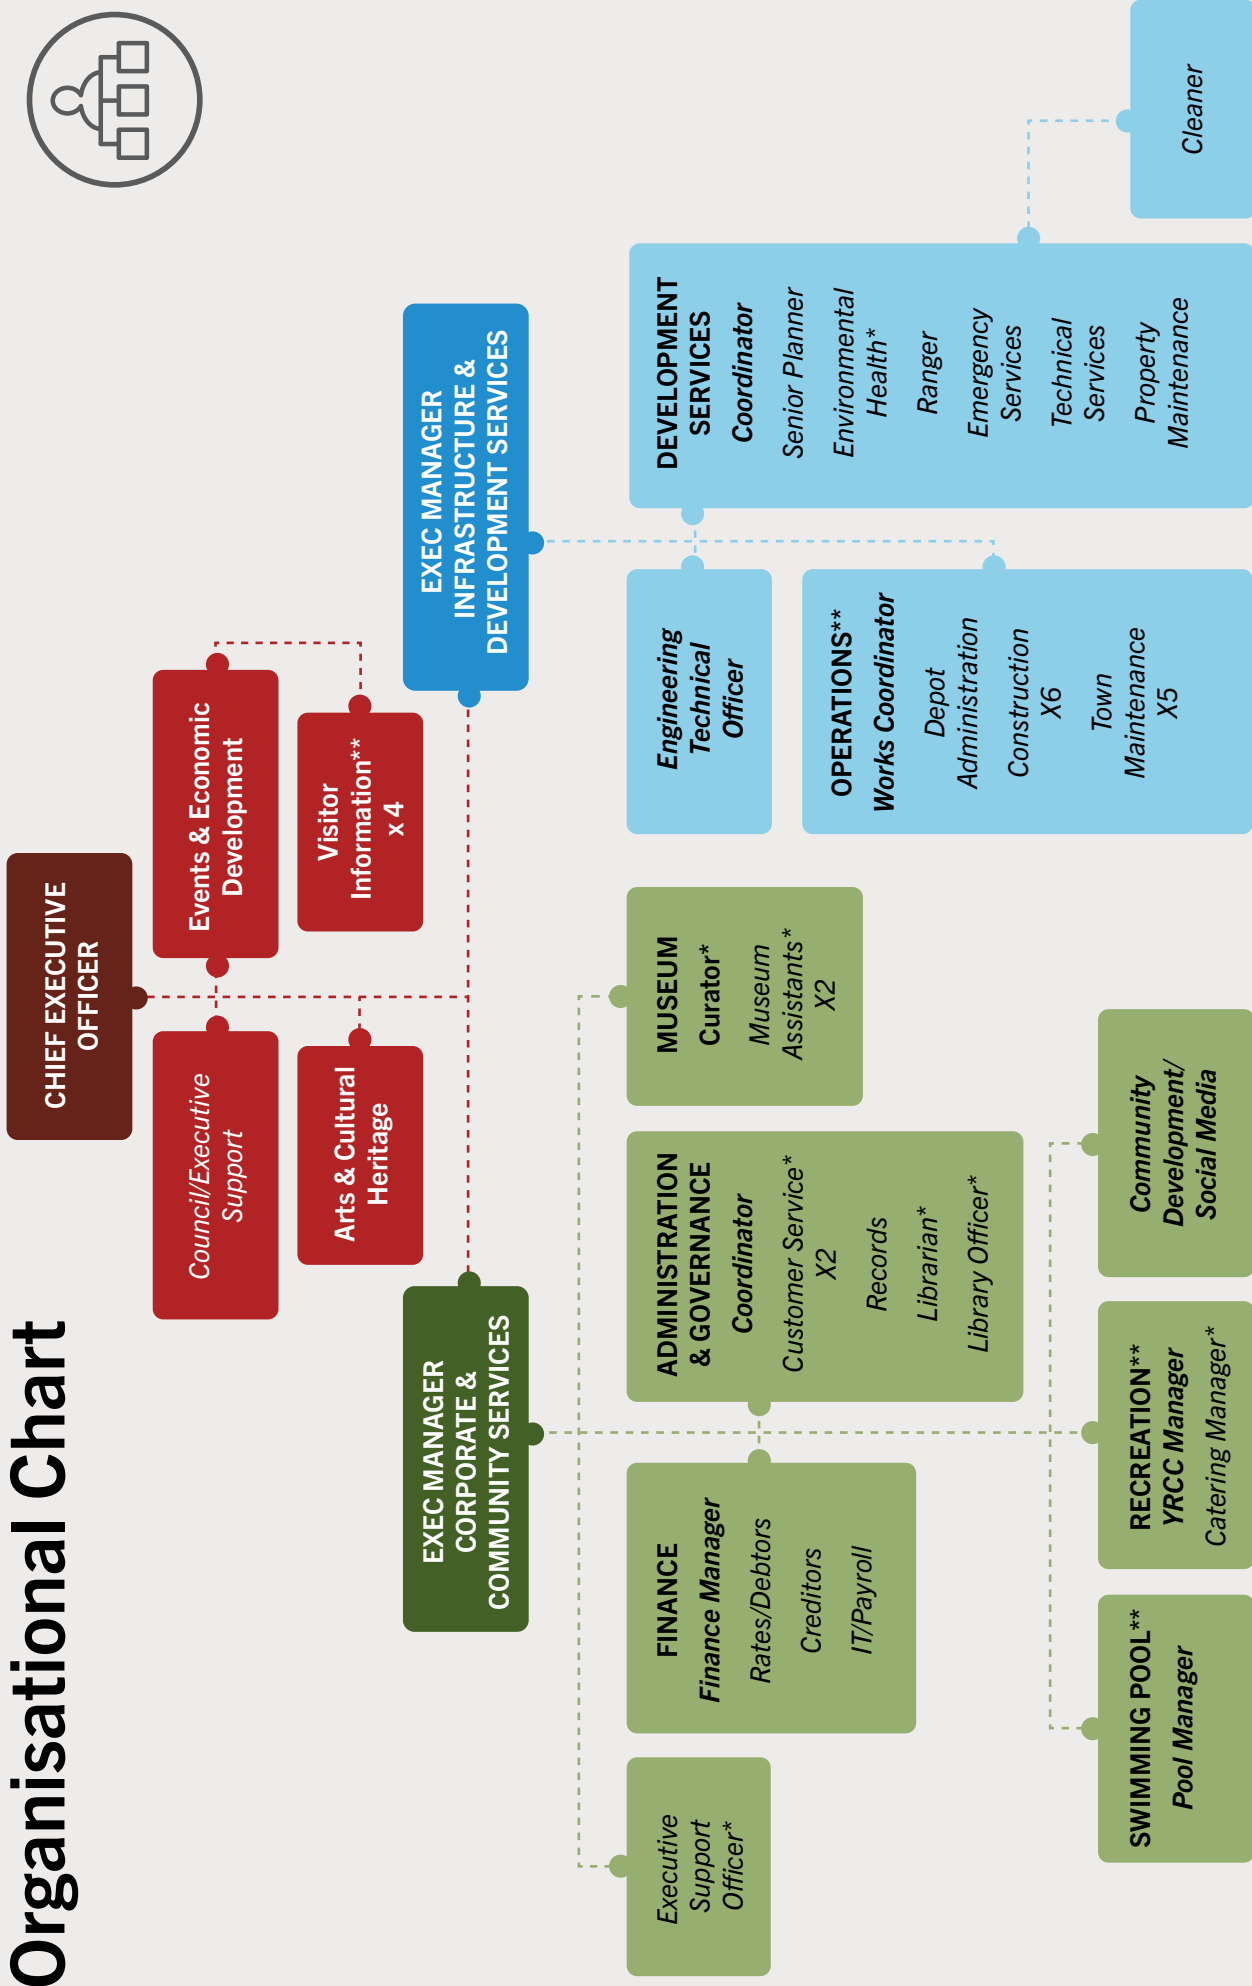 Organisational Chart
CHIEF EXECUTIVE
OFFICER
Council/Executive
Support
Events & Economic
Development
Arts & Cultural
Heritage
Visitor
Information**
x 4
EXEC MANAGER
CORPORATE &
COMMUNITY SERVICES
EXEC MANAGER
INFRASTRUCTURE &
DEVELOPMENT SERVICES
Executive
Support
Officer*
FINANCE
Finance Manager
Rates/Debtors
Creditors
IT/Payroll
ADMINISTRATION
& GOVERNANCE
Coordinator
Customer Service*
X2
Records
Librarian*
Library Officer*
MUSEUM
Curator*
Museum
Assistants*
X2
SWIMMING POOL**
Pool Manager
RECREATION**
YRCC Manager
Catering Manager*
Community
Development/
Social Media
Engineering
Technical
Officer
OPERATIONS**
Works Coordinator
Depot
Administration
Construction
X6
Town
Maintenance
X5
DEVELOPMENT
SERVICES
Coordinator
Senior Planner
Environmental
Health*
Ranger
Emergency
Services
Technical
Services
Property
Maintenance
Cleaner